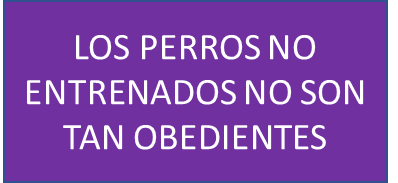 LOS PERROS NO
ENTRENADOS NO SON
TAN OBEDIENTES